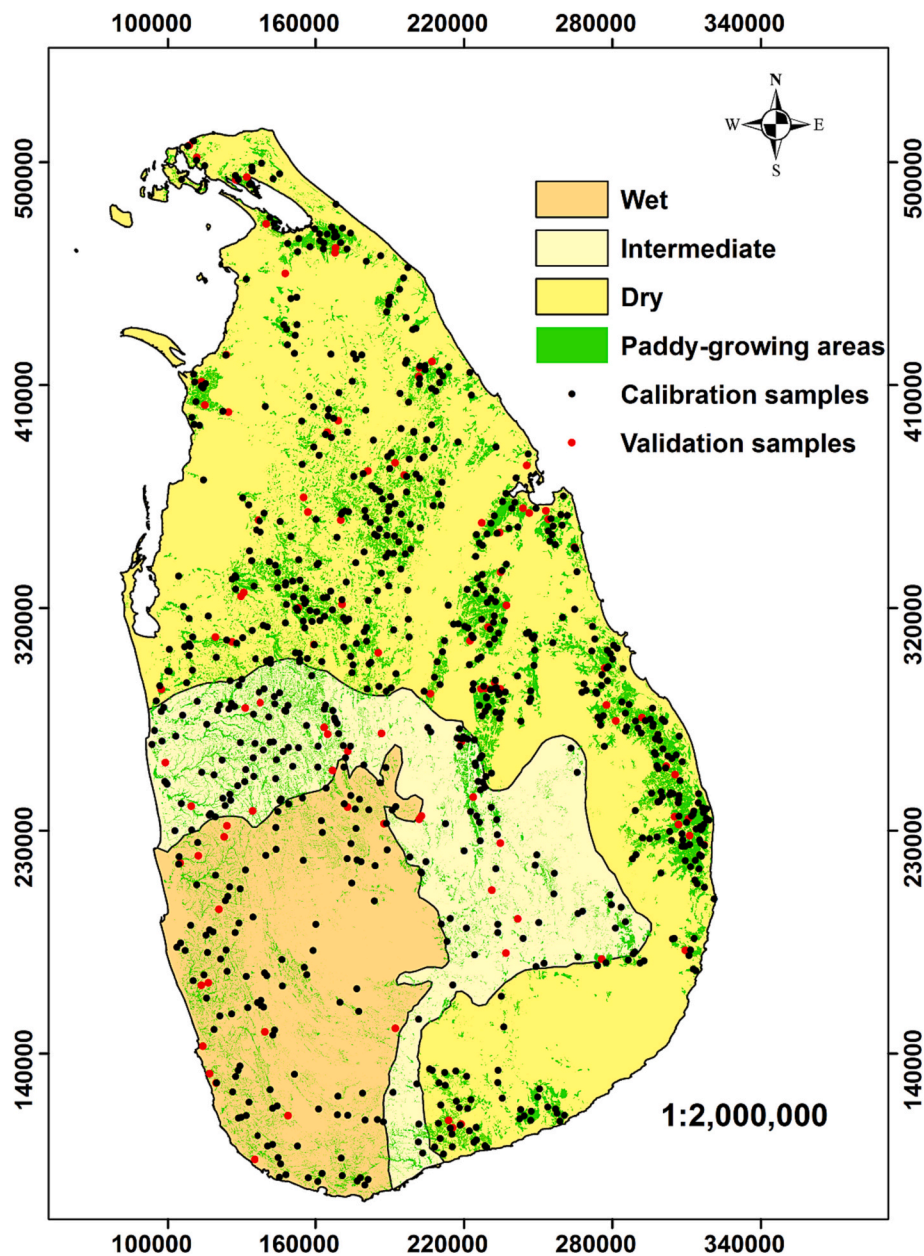 100000 160000 220000 280000 340000
N
W E
S
500000 500000
Wet
Intermediate
Dry
Paddy-growing areas
410000 410000
Calibration samples
Validation samples
320000 320000
230000 230000
140000 140000
1:2,000,000
100000 160000 220000 280000 340000